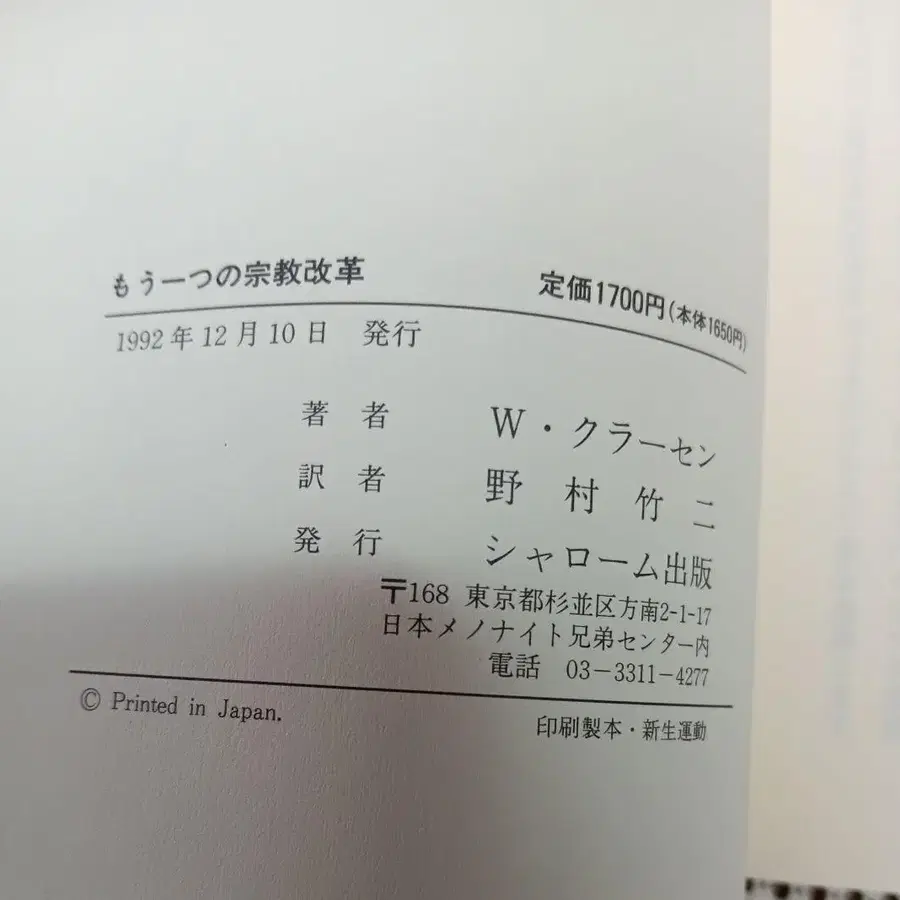 もう一つの宗教改革 定価1700円(本体1650円)
1992年12月10日 発行
著者 W・クラーセン
訳者 野村竹二
発行 シャローム出版
〒168 東京都杉並区方南2-1-17
日本メノナイト兄弟センター内
電話 03-3311-4277
© Printed in Japan.
印刷製本・新生運動